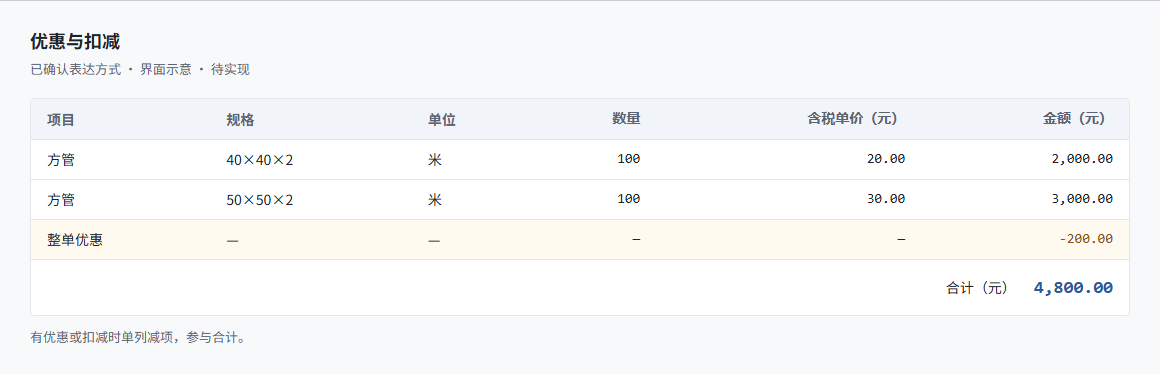 优惠与扣减
已确认表达方式 · 界面示意 · 待实现
项目 规格 单位 数量 含税单价（元） 金额（元）
方管 40×40×2 米 100 20.00 2,000.00
方管 50×50×2 米 100 30.00 3,000.00
整单优惠 — — — — -200.00
合计（元） 4,800.00
有优惠或扣减时单列减项，参与合计。